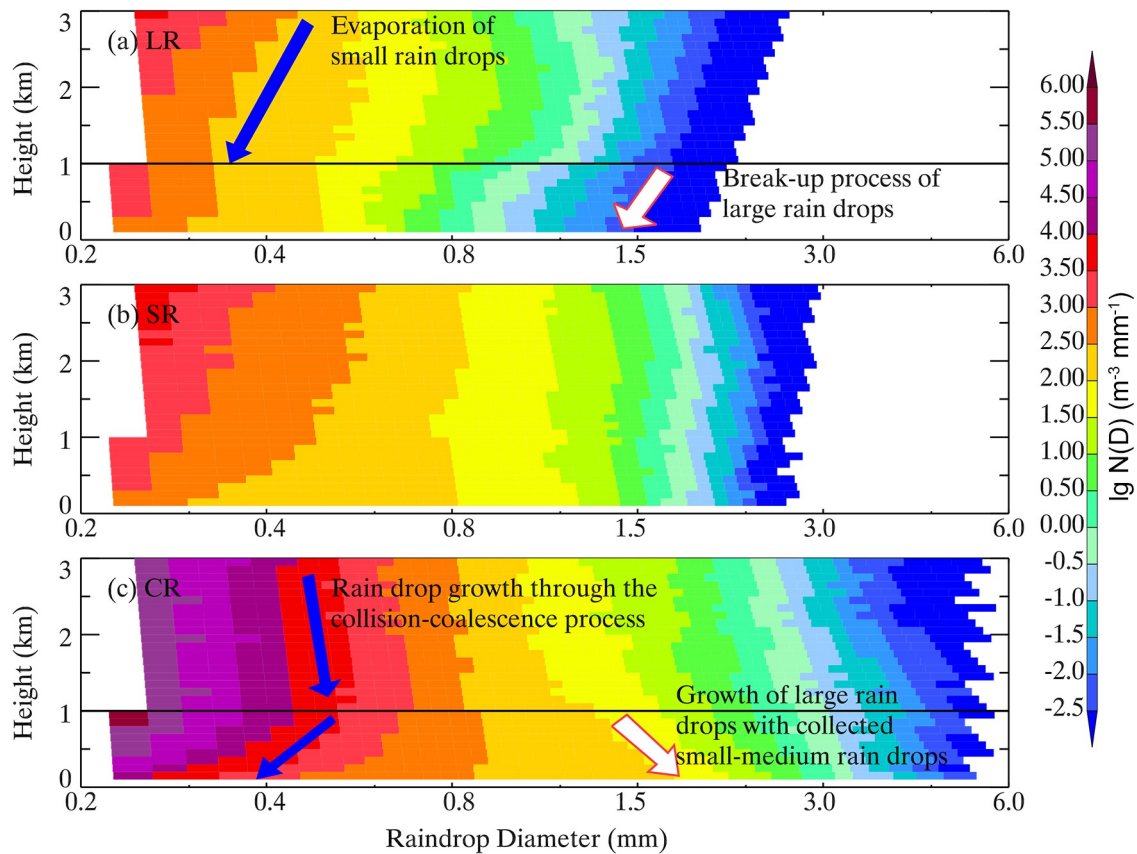 (a) LR
Evaporation of
small rain drops
Break-up process of
large rain drops
Height (km)
3
2
1
0
0.2 0.4 0.8 1.5 3.0 6.0
(b) SR
Height (km)
3
2
1
0
0.2 0.4 0.8 1.5 3.0 6.0
(c) CR
Rain drop growth through the
collision-coalescence process
Growth of large rain
drops with collected
small-medium rain drops
Height (km)
3
2
1
0
0.2 0.4 0.8 1.5 3.0 6.0
Raindrop Diameter (mm)
6.00
5.50
5.00
4.50
4.00
3.50
3.00
2.50
2.00
1.50
1.00
0.50
0.00
-0.5
-1.0
-1.5
-2.0
-2.5
lg N(D) (m⁻³ mm⁻¹)